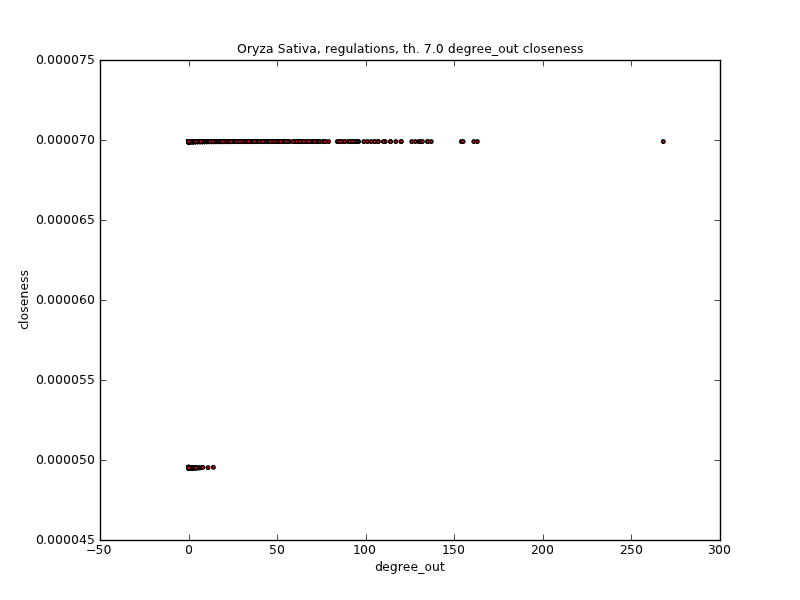 Oryza Sativa, regulations, th. 7.0 degree_out closeness
0.000075
0.000070
0.000065
0.000060
0.000055
0.000050
0.000045
closeness
−50 0 50 100 150 200 250 300
degree_out